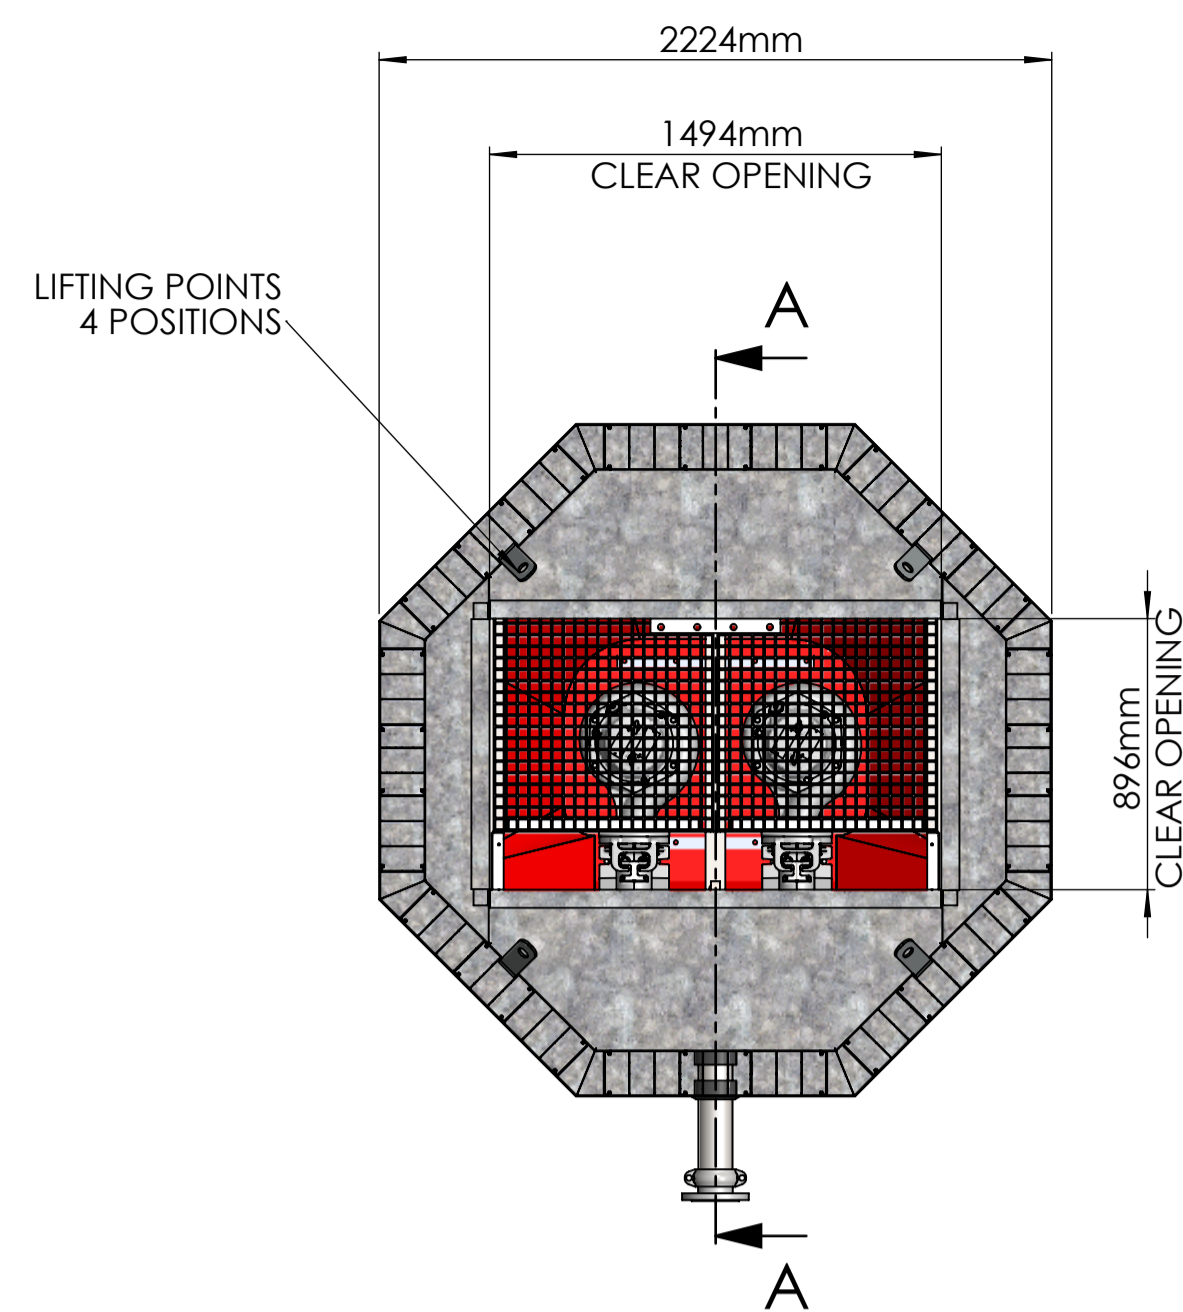 2224mm
1494mm
CLEAR OPENING
LIFTING POINTS
4 POSITIONS
A
896mm
CLEAR OPENING
A